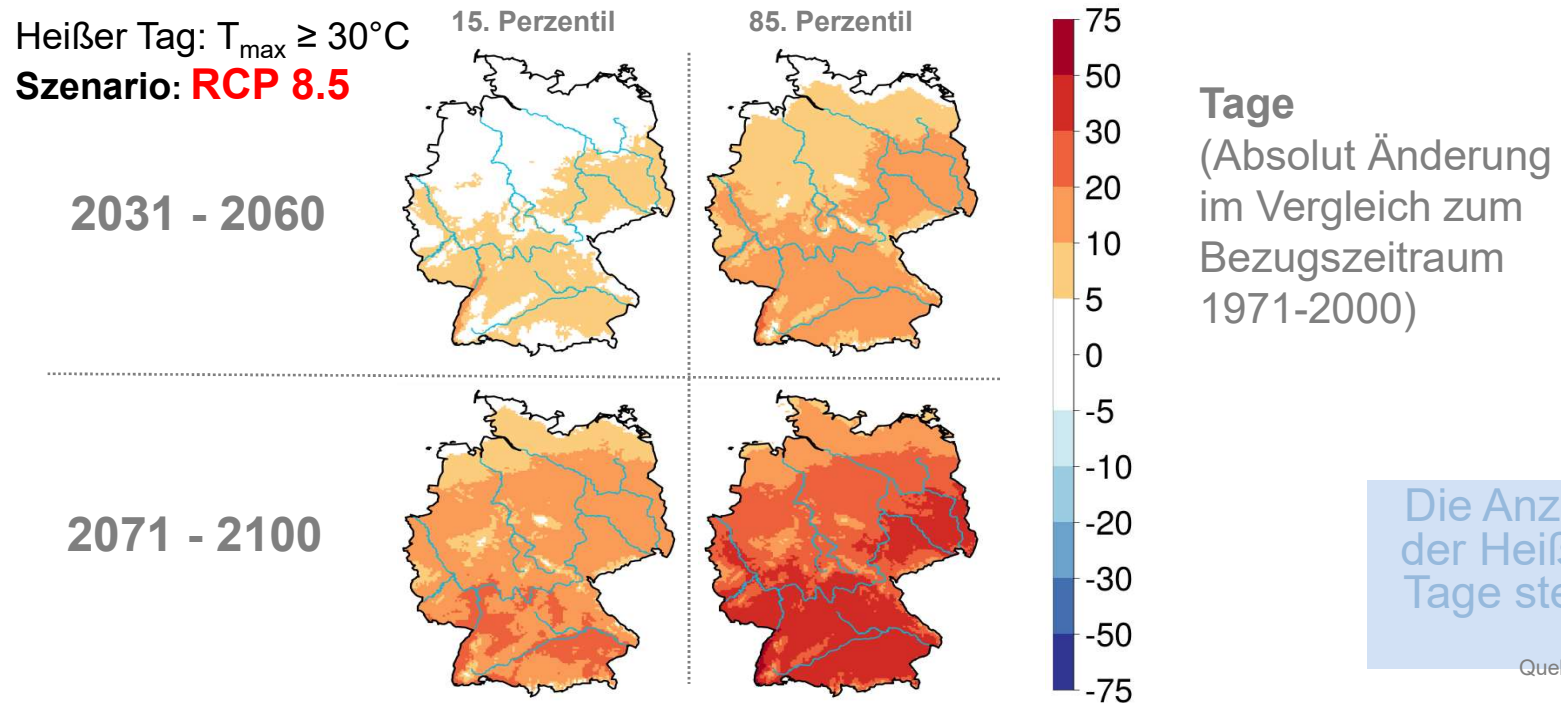 Heißer Tag: Tmax ≥ 30°C
Szenario: RCP 8.5
15. Perzentil
85. Perzentil
2031 - 2060
2071 - 2100
75
50
30
20
10
5
0
-5
-10
-20
-30
-50
-75
Tage
(Absolut Änderung
im Vergleich zum
Bezugszeitraum
1971-2000)
Die Anz
der Heiß
Tage ste
Quel